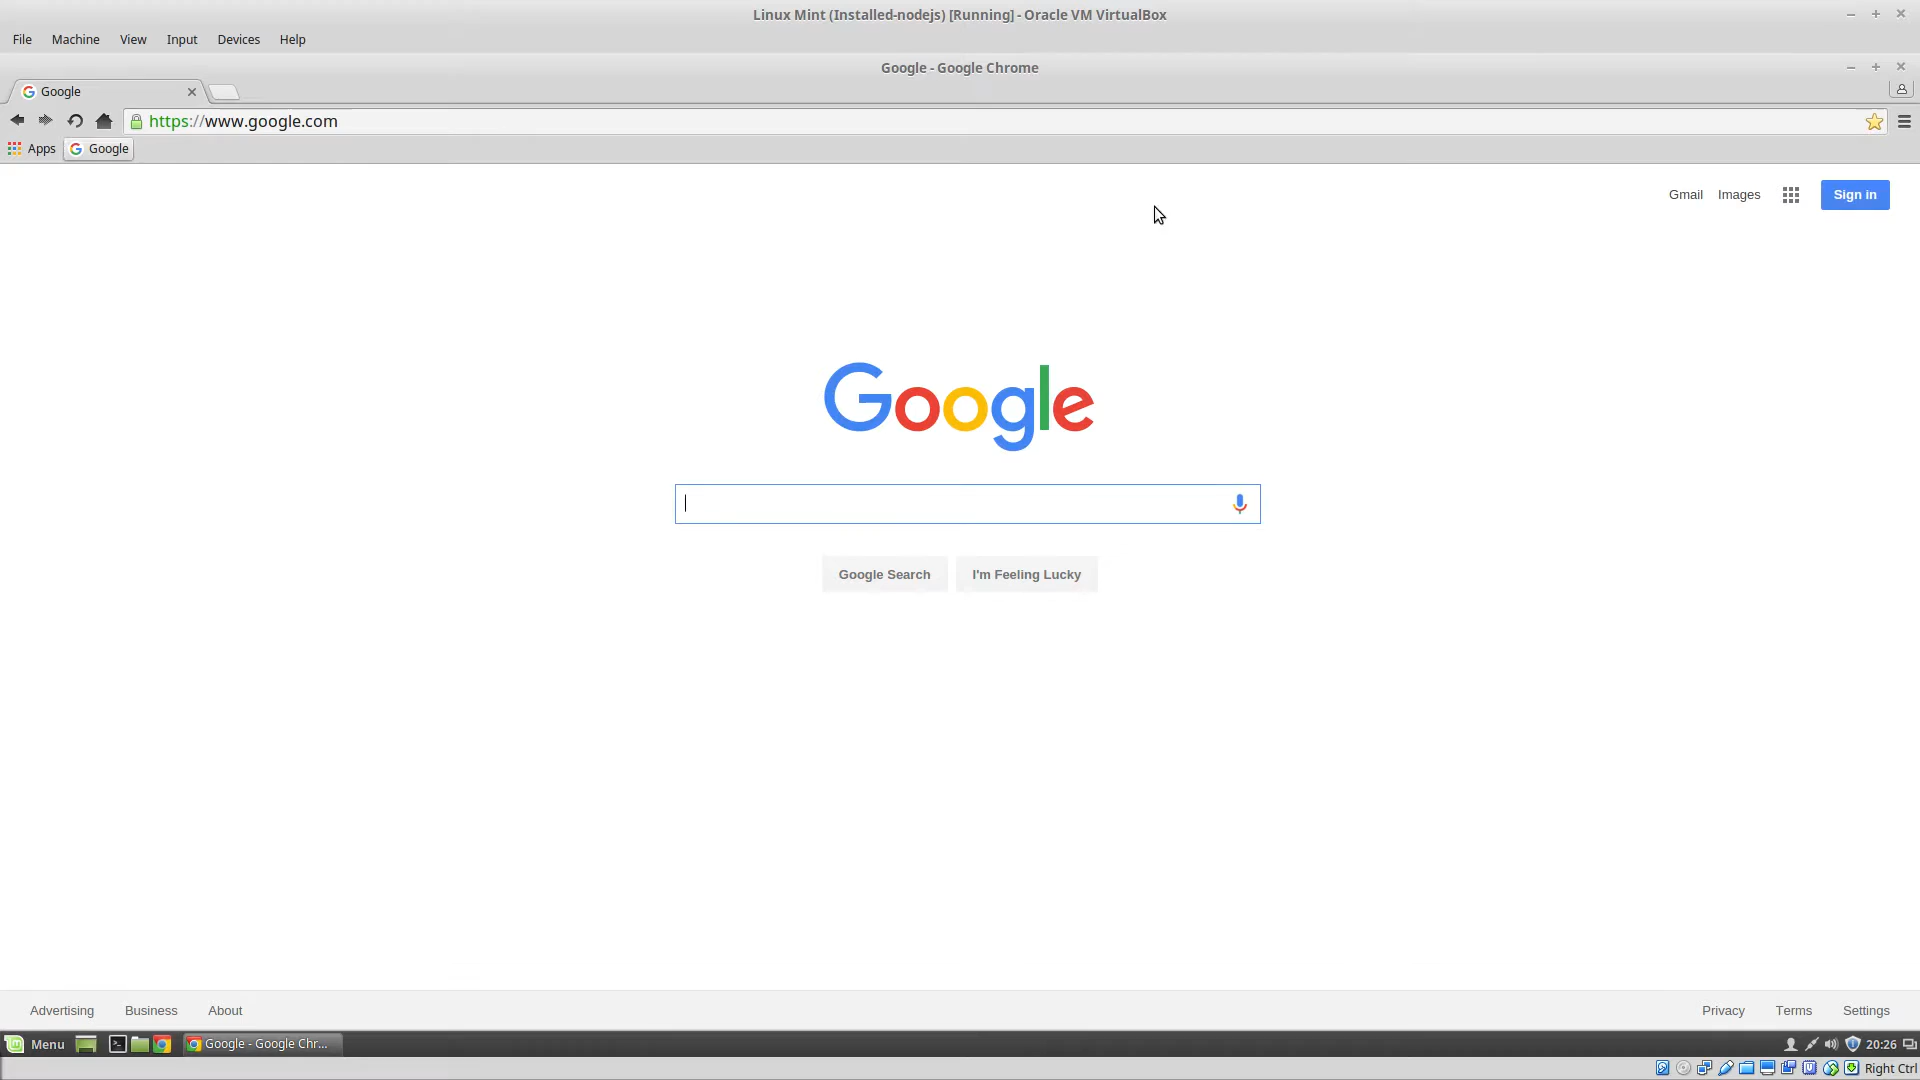 Linux Mint (Installed-nodejs) [Running] - Oracle VM VirtualBox
File Machine View Input Devices Help
Google - Google Chrome
Google
https://www.google.com
Apps Google
Gmail Images Sign in
Google
Google Search I'm Feeling Lucky
Advertising Business About Privacy Terms Settings
Menu Google - Google Chr... 20:26
Right Ctrl